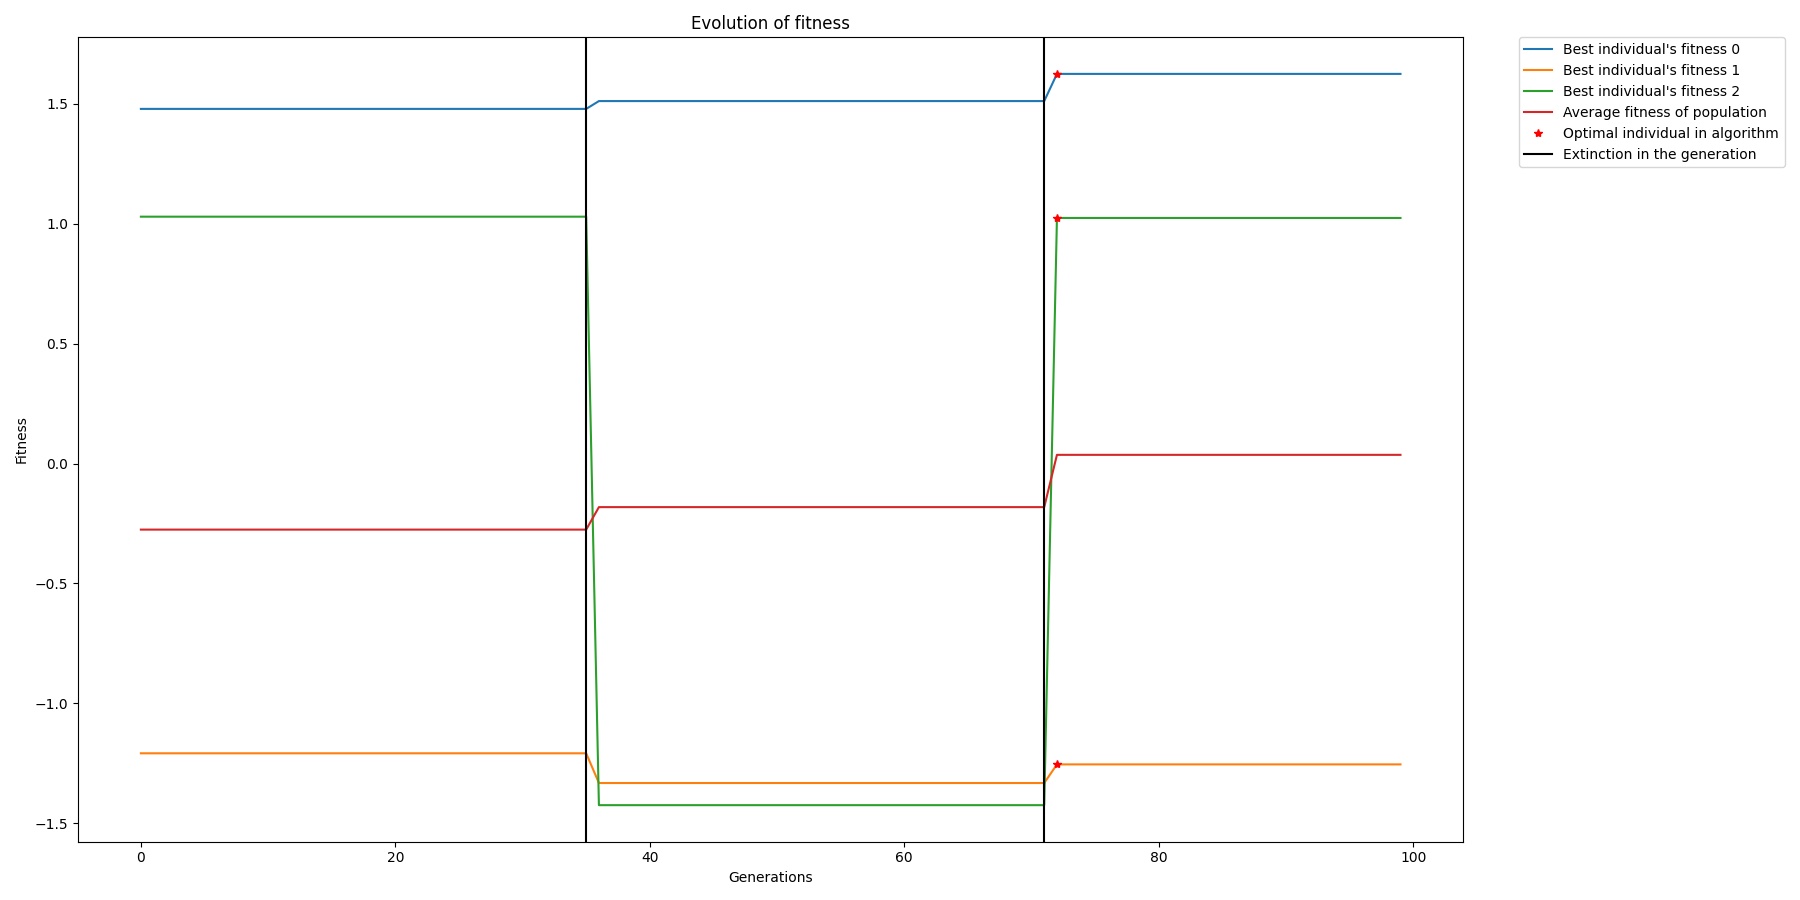 Evolution of fitness
Best individual's fitness 0
Best individual's fitness 1
Best individual's fitness 2
Average fitness of population
Optimal individual in algorithm
Extinction in the generation
Fitness
1.5
1.0
0.5
0.0
−0.5
−1.0
−1.5
0 20 40 60 80 100
Generations